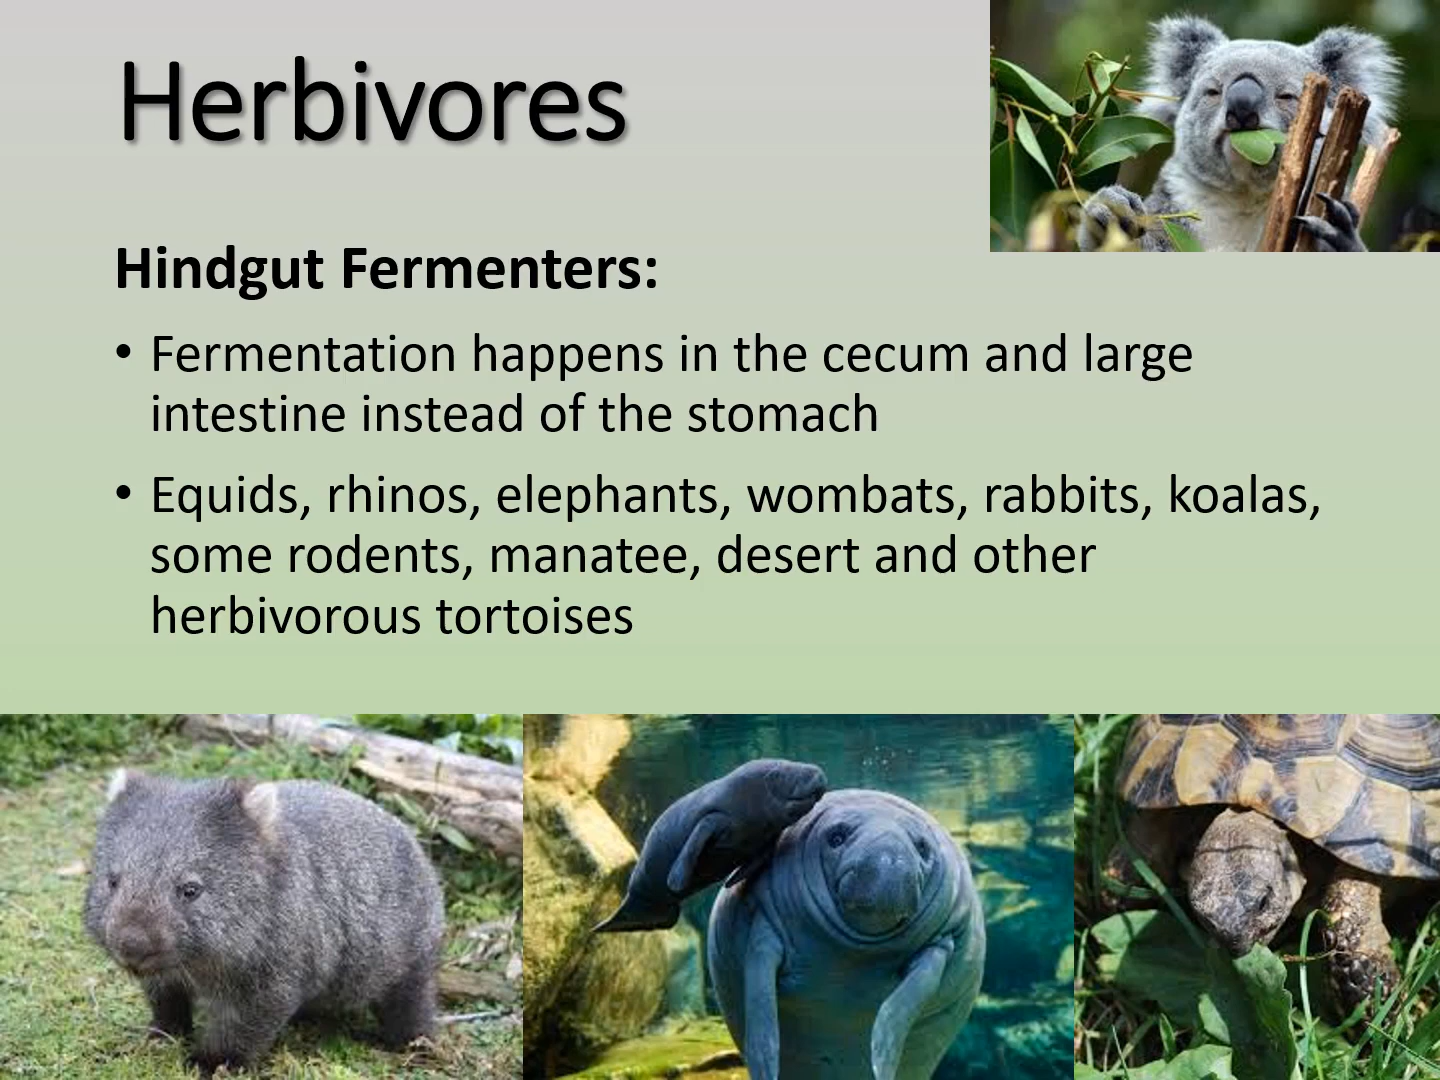 Herbivores
Hindgut Fermenters:
• Fermentation happens in the cecum and large
intestine instead of the stomach
• Equids, rhinos, elephants, wombats, rabbits, koalas,
some rodents, manatee, desert and other
herbivorous tortoises